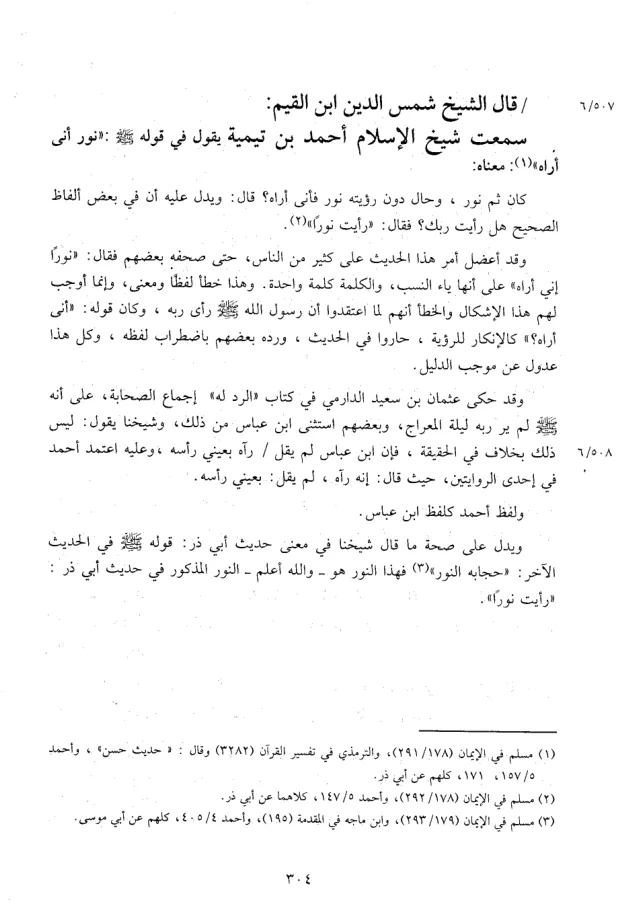 / قال الشيخ شمس الدين ابن القيم: ٦/٥٠٧
سمعت شيخ الإسلام أحمد بن تيمية يقول في قوله ﷺ :«نور أنى
أراه»(١): معناه:
كان ثم نور ، وحال دون رؤيته نور فأنى أراه؟ قال: ويدل عليه أن في بعض ألفاظ
الصحيح هل رأيت ربك؟ فقال: «رأيت نورًا»(٢).
وقد أعضل أمر هذا الحديث على كثير من الناس، حتى صحفه بعضهم فقال: «نورًا
إني أراه» على أنها ياء النسب، والكلمة كلمة واحدة. وهذا خطأ لفظًا ومعنى، وإنما أوجب
لهم هذا الإشكال والخطأ أنهم لما اعتقدوا أن رسول الله ﷺ رأى ربه ، وكان قوله: «أنى
أراه؟» كالإنكار للرؤية ، حاروا في الحديث ، ورده بعضهم باضطراب لفظه ، وكل هذا
عدول عن موجب الدليل.
وقد حكى عثمان بن سعيد الدارمي في كتاب «الرد له» إجماع الصحابة، على أنه
ﷺ لم ير ربه ليلة المعراج، وبعضهم استثنى ابن عباس من ذلك، وشيخنا يقول: ليس
ذلك بخلاف في الحقيقة ، فإن ابن عباس لم يقل / رآه بعيني رأسه ،وعليه اعتمد أحمد ٦/٥٠٨
في إحدى الروايتين، حيث قال: إنه رآه ، لم يقل: بعيني رأسه.
ولفظ أحمد كلفظ ابن عباس.
ويدل على صحة ما قال شيخنا في معنى حديث أبي ذر: قوله ﷺ في الحديث
الآخر: «حجابه النور»(٣) فهذا النور هو ـ والله أعلم ـ النور المذكور في حديث أبي ذر :
«رأيت نورًا».
(١) مسلم في الإيمان (٢٩١/١٧٨)، والترمذي في تفسير القرآن (٣٢٨٢) وقال : « حديث حسن» ، وأحمد
٥/ ١٥٧، ١٧١، كلهم عن أبي ذر.
(٢) مسلم في الإيمان (٢٩٢/١٧٨)، وأحمد ٥/ ١٤٧، كلاهما عن أبي ذر.
(٣) مسلم في الإيمان (٢٩٣/١٧٩)، وابن ماجه في المقدمة (١٩٥)، وأحمد ٤/ ٤٠٥، كلهم عن أبي موسى.
٣٠٤